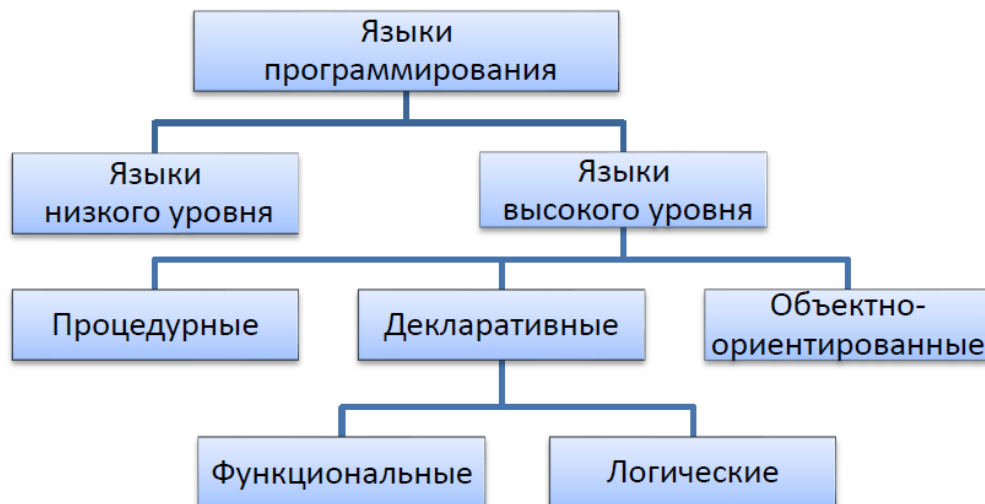 Языки
программирования
Языки
низкого уровня
Языки
высокого уровня
Процедурные
Декларативные
Объектно-
ориентированные
Функциональные
Логические